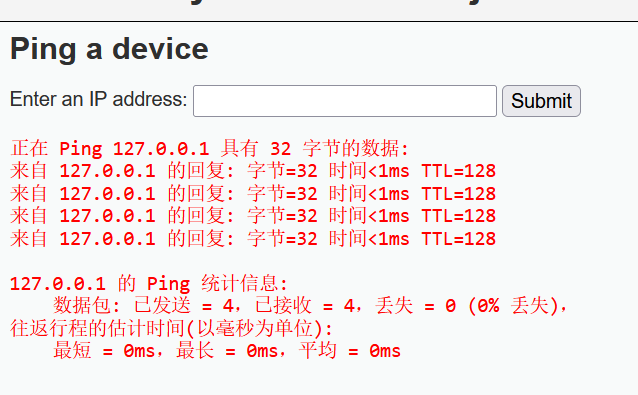 Ping a device
Enter an IP address:
Submit
正在 Ping 127.0.0.1 具有 32 字节的数据:
来自 127.0.0.1 的回复: 字节=32 时间<1ms TTL=128
来自 127.0.0.1 的回复: 字节=32 时间<1ms TTL=128
来自 127.0.0.1 的回复: 字节=32 时间<1ms TTL=128
来自 127.0.0.1 的回复: 字节=32 时间<1ms TTL=128
127.0.0.1 的 Ping 统计信息:
数据包: 已发送 = 4，已接收 = 4，丢失 = 0 (0% 丢失)，
往返行程的估计时间(以毫秒为单位):
最短 = 0ms，最长 = 0ms，平均 = 0ms